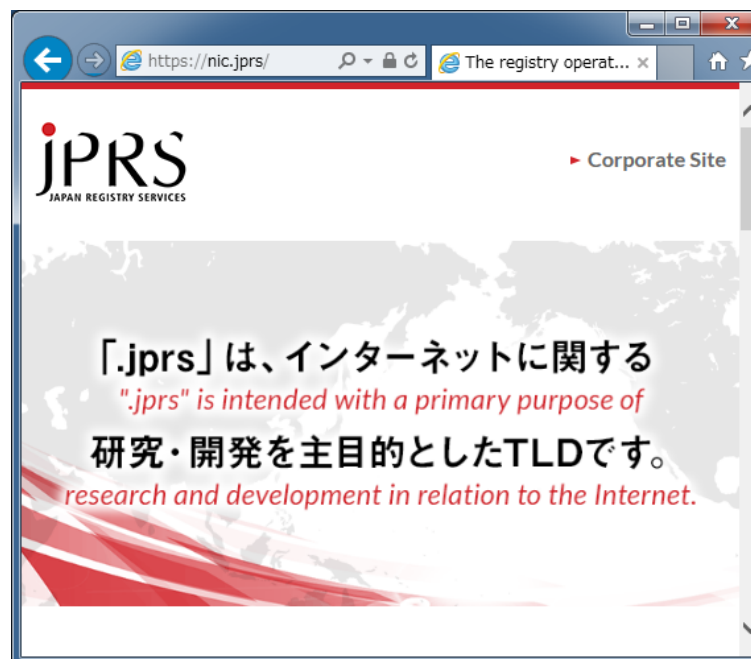 https://nic.jprs/
The registry operat...
JPRS
JAPAN REGISTRY SERVICES
Corporate Site
「.jprs」は、インターネットに関する
".jprs" is intended with a primary purpose of
研究・開発を主目的としたTLDです。
research and development in relation to the Internet.